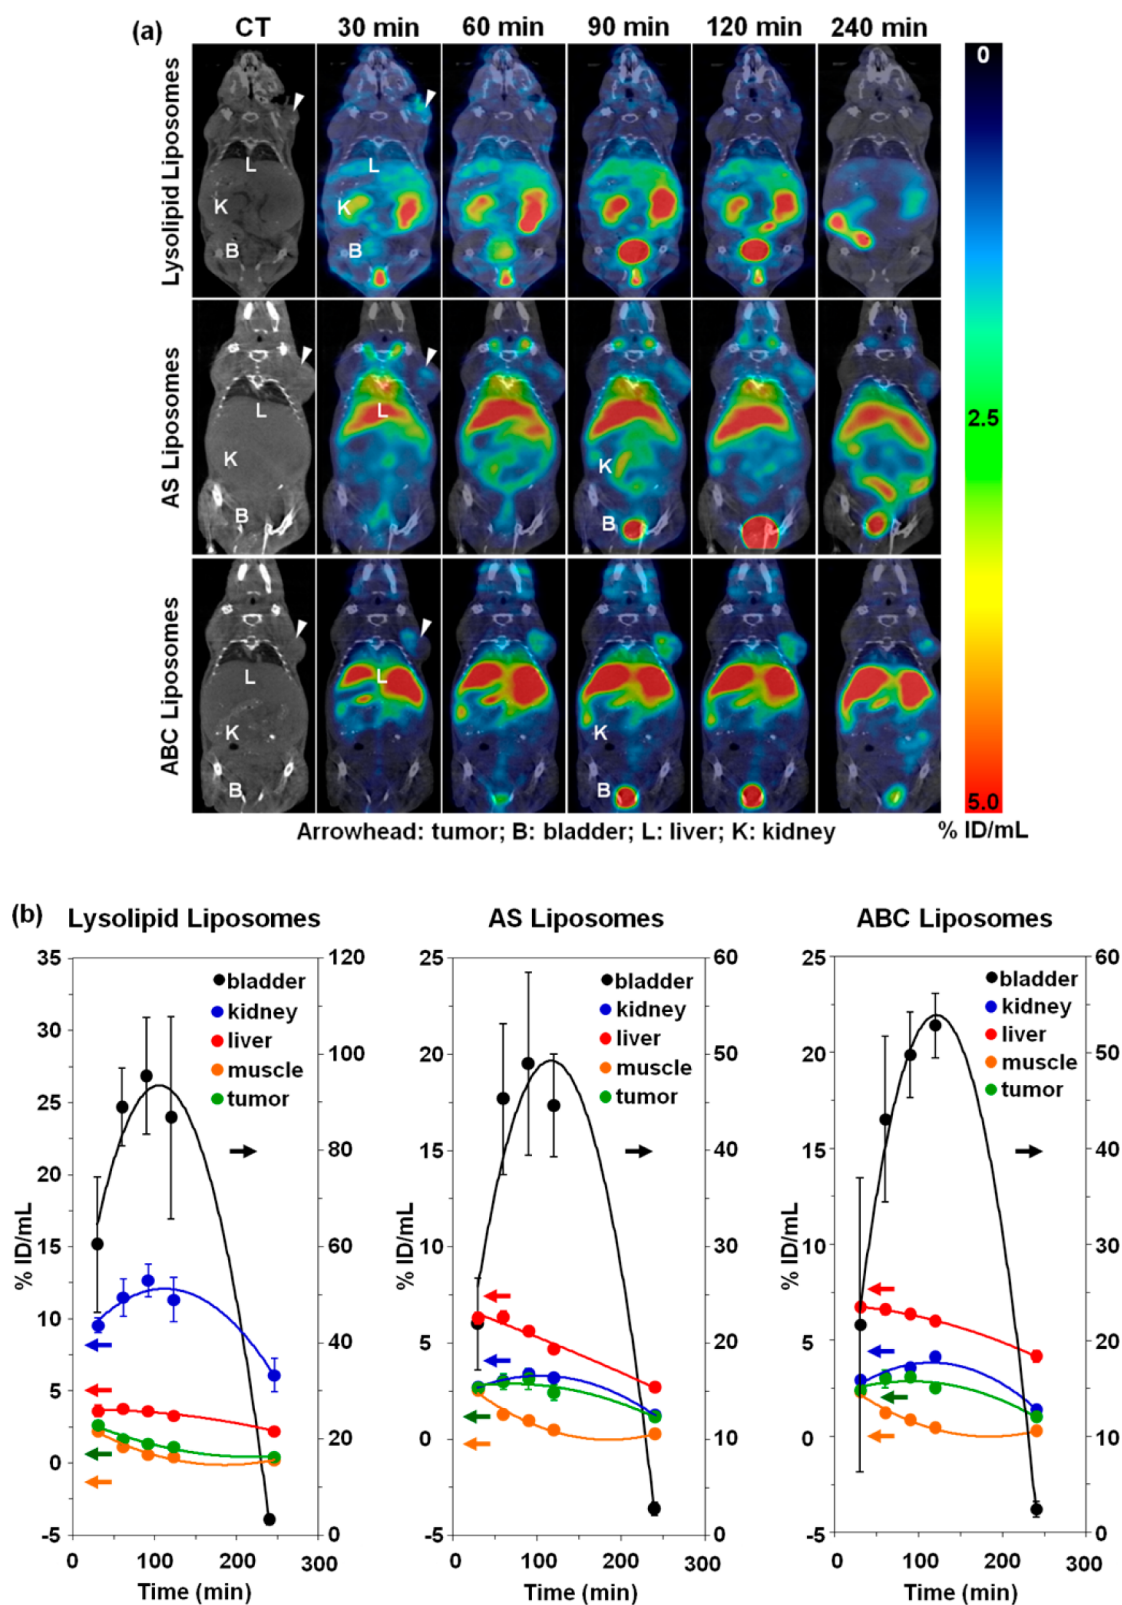 (a) CT 30 min 60 min 90 min 120 min 240 min
Lysolipid Liposomes
L
K
B
L
K
B
0
2.5
5.0
AS Liposomes
L
K
B
L
K
B
ABC Liposomes
L
K
B
L
K
B
Arrowhead: tumor; B: bladder; L: liver; K: kidney % ID/mL
(b) Lysolipid Liposomes AS Liposomes ABC Liposomes
% ID/mL
35
30
25
20
15
10
5
0
-5
120
100
80
60
40
20
0
bladder
kidney
liver
muscle
tumor
0 100 200 300
Time (min)
% ID/mL
25
20
15
10
5
0
-5
60
50
40
30
20
10
0
bladder
kidney
liver
muscle
tumor
0 100 200 300
Time (min)
% ID/mL
25
20
15
10
5
0
-5
60
50
40
30
20
10
0
bladder
kidney
liver
muscle
tumor
0 100 200 300
Time (min)